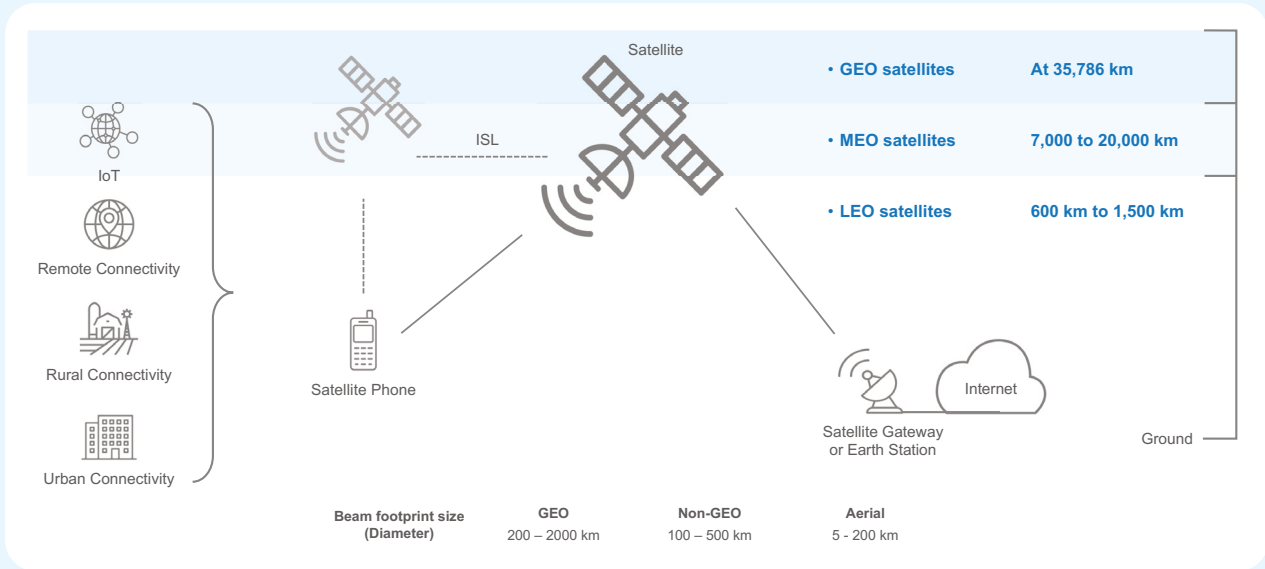 Satellite
• GEO satellites At 35,786 km
ISL
• MEO satellites 7,000 to 20,000 km
IoT
• LEO satellites 600 km to 1,500 km
Remote Connectivity
Rural Connectivity
Satellite Phone
Internet
Satellite Gateway
or Earth Station
Ground
Urban Connectivity
Beam footprint size
(Diameter)
GEO
200 – 2000 km
Non-GEO
100 – 500 km
Aerial
5 - 200 km